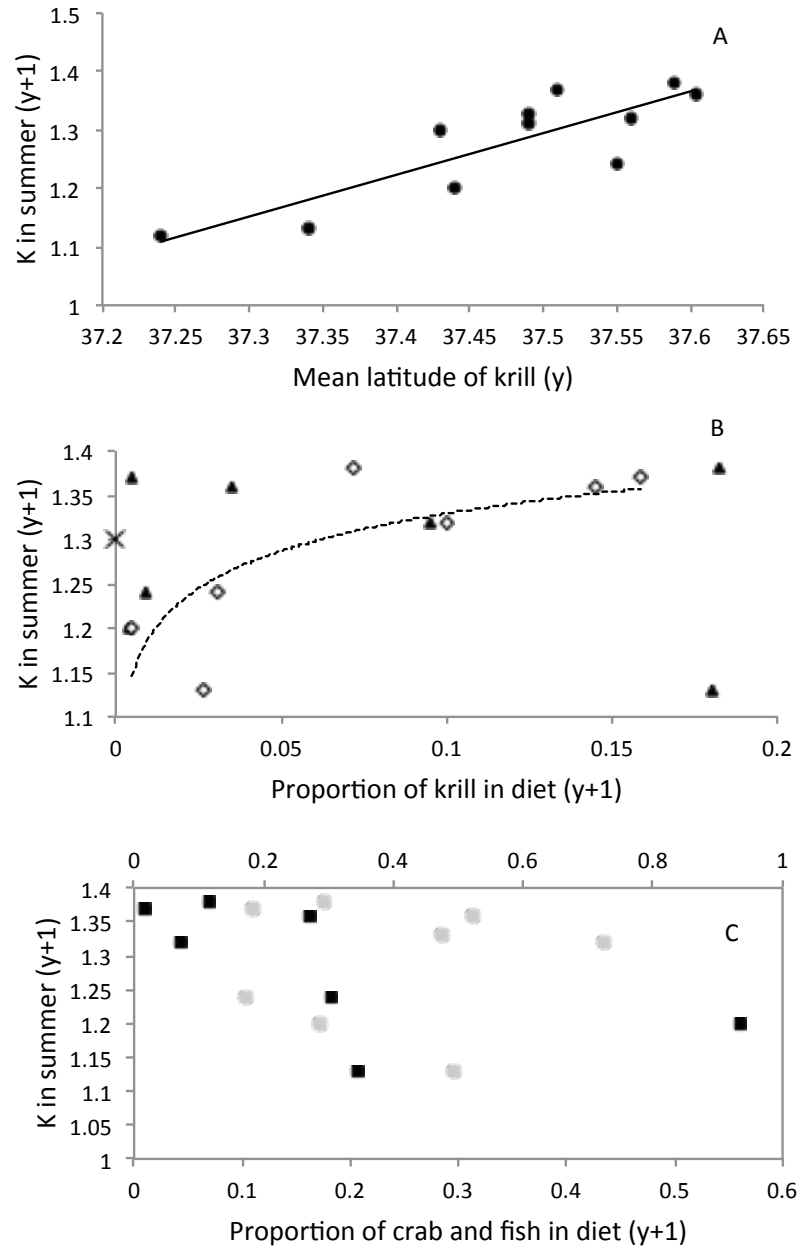 A
K in summer (y+1)
1.5
1.4
1.3
1.2
1.1
1
37.2 37.25 37.3 37.35 37.4 37.45 37.5 37.55 37.6 37.65
Mean latitude of krill (y)
B
K in summer (y+1)
1.4
1.35
1.3
1.25
1.2
1.15
1.1
0 0.05 0.1 0.15 0.2
Proportion of krill in diet (y+1)
0 0.2 0.4 0.6 0.8 1
C
K in summer (y+1)
1.4
1.3
1.3
1.2
1.2
1.1
1.1
1.05
1
0 0.1 0.2 0.3 0.4 0.5 0.6
Proportion of crab and fish in diet (y+1)